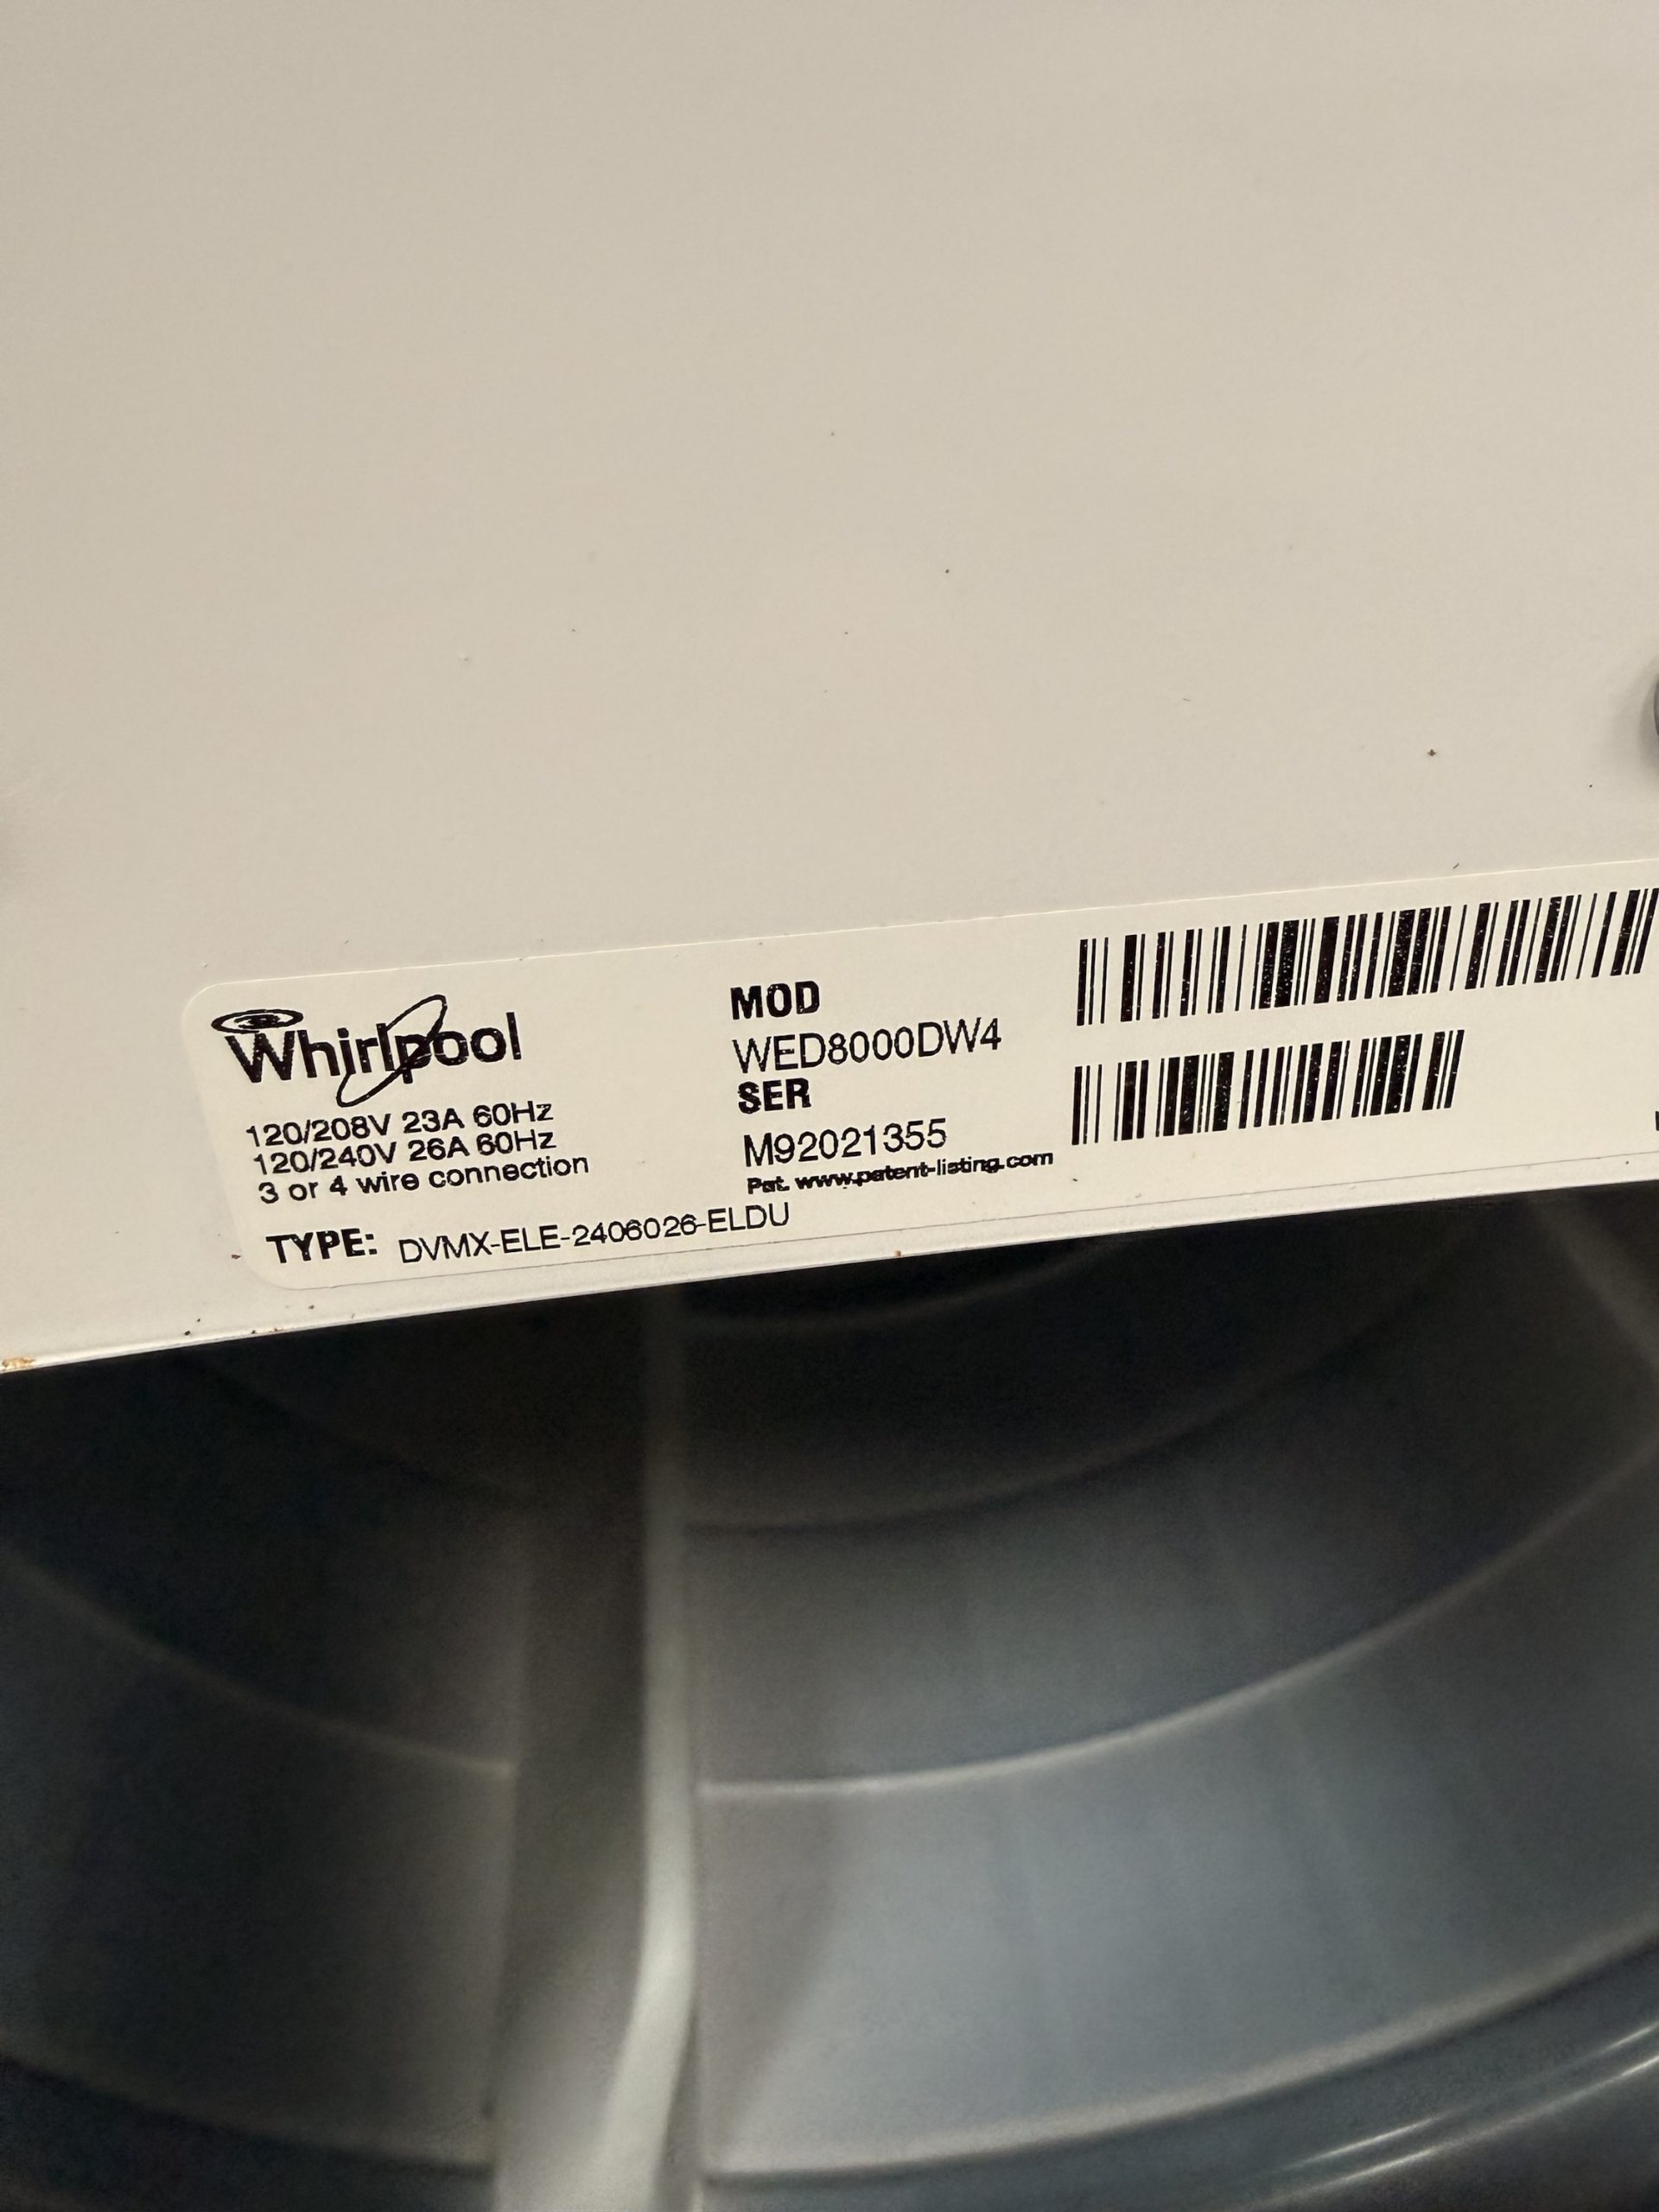 Whirlpool
120/208V 23A 60Hz
120/240V 26A 60Hz
3 or 4 wire connection
TYPE: DVMX-ELE-2406026-ELDU
MOD
WED8000DW4
SER
M92021355
Pat. www.patent-listing.com